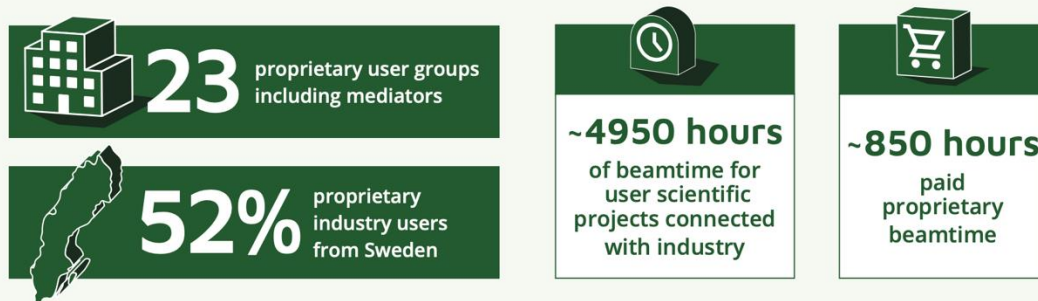 23
proprietary user groups
including mediators
52%
proprietary
industry users
from Sweden
~4950 hours
of beamtime for
user scientific
projects connected
with industry
~850 hours
paid
proprietary
beamtime